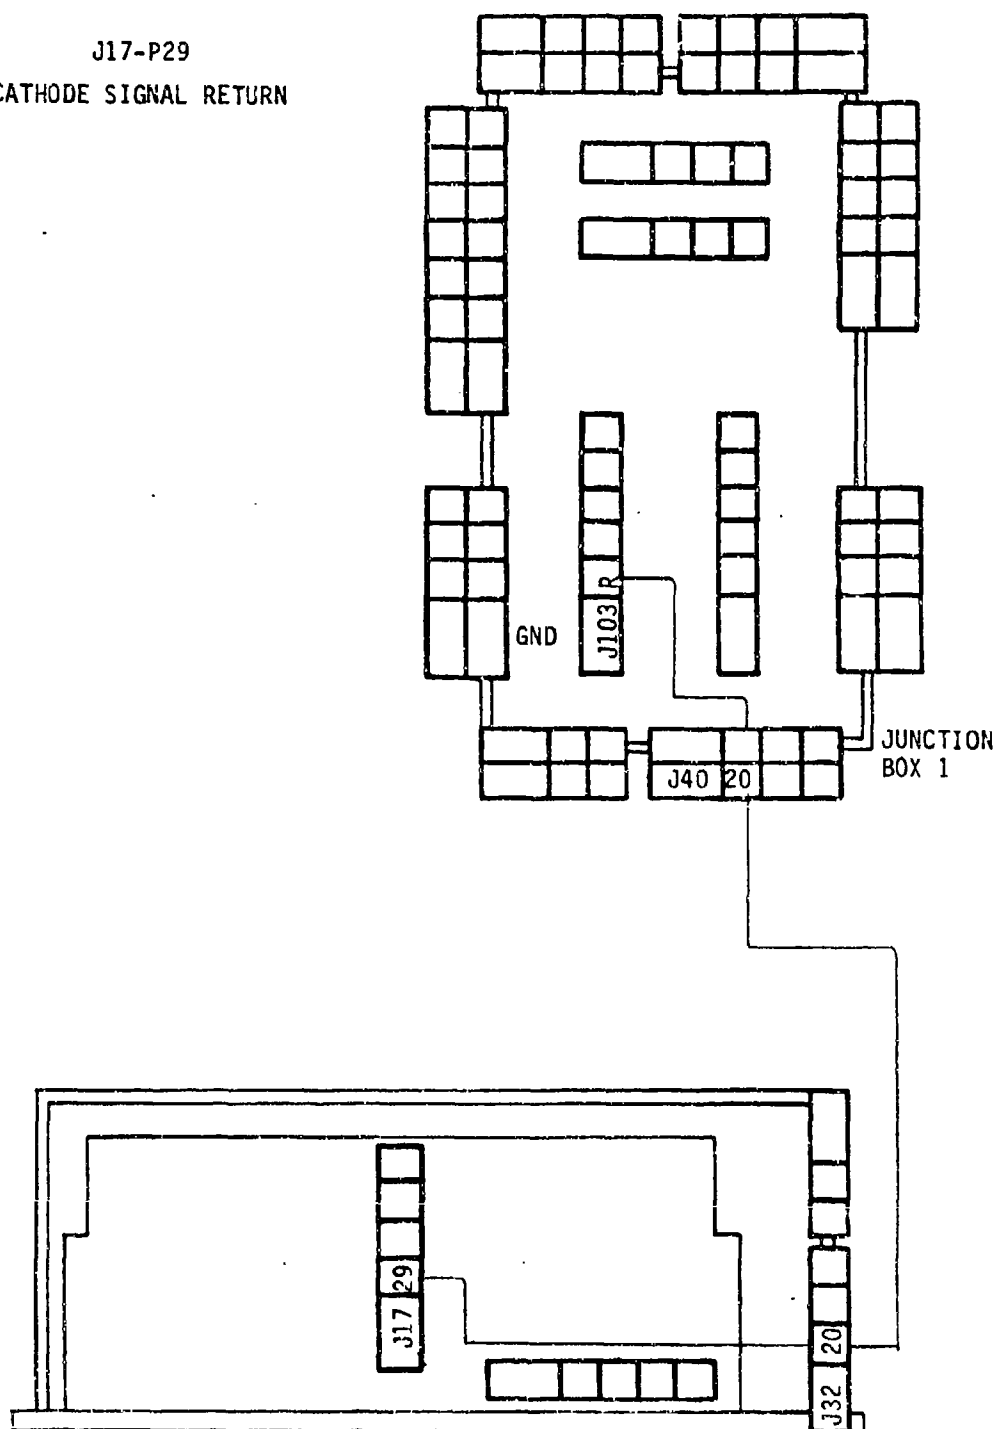 J17-P29
CATHODE SIGNAL RETURN
R
J103
GND
JUNCTION
BOX 1
J40 20
29
J17
20
J32